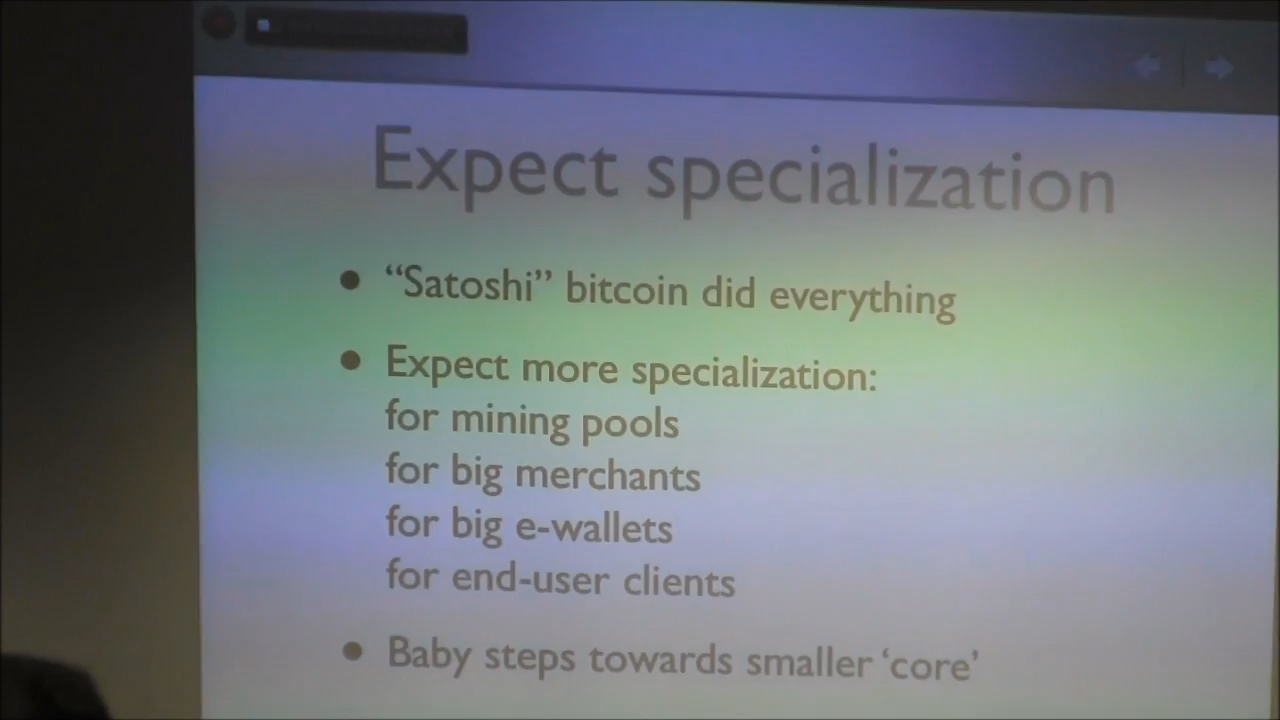 Expect specialization
• “Satoshi” bitcoin did everything
• Expect more specialization:
for mining pools
for big merchants
for big e-wallets
for end-user clients
• Baby steps towards smaller ‘core’